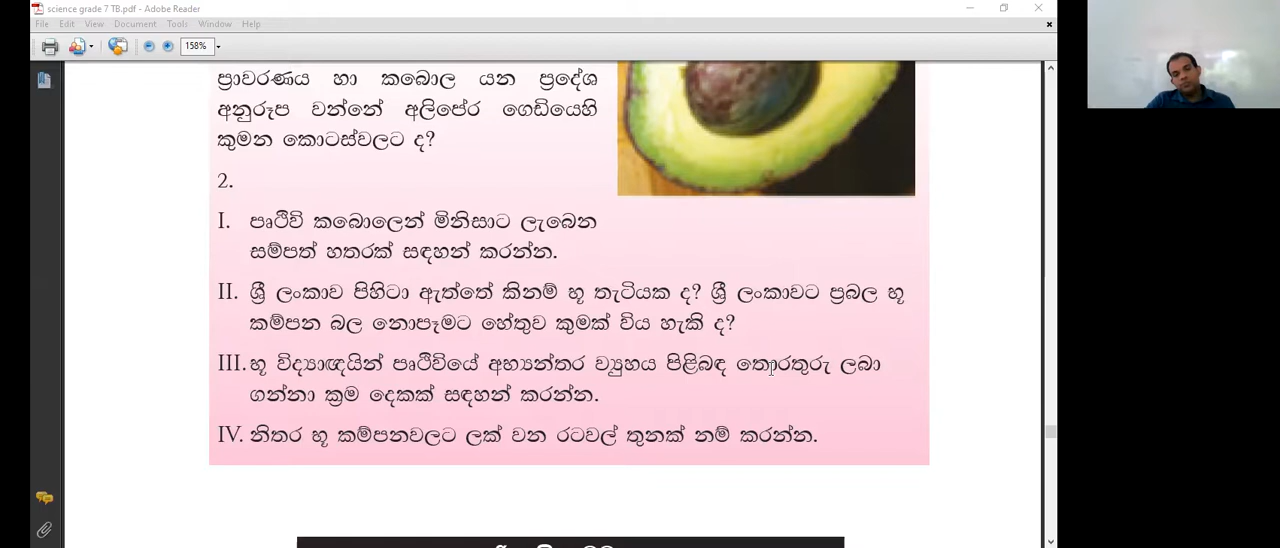 science grade 7 TB.pdf - Adobe Reader
File Edit View Document Tools Window Help
158%
ප්‍රාවරණය හා කබොල යන ප්‍රදේශ
අනුරූප වන්නේ අලිපේර ගෙඩියෙහි
කුමන කොටස්වලට ද?
2.
I. පෘථිවි කබොලෙන් මිනිසාට ලැබෙන
සම්පත් හතරක් සඳහන් කරන්න.
II. ශ්‍රී ලංකාව පිහිටා ඇත්තේ කිනම් භූ තැටියක ද? ශ්‍රී ලංකාවට ප්‍රබල භූ
කම්පන බල නොපෑමට හේතුව කුමක් විය හැකි ද?
III. භූ විද්‍යාඥයින් පෘථිවියේ අභ්‍යන්තර ව්‍යුහය පිළිබඳ තොරතුරු ලබා
ගන්නා ක්‍රම දෙකක් සඳහන් කරන්න.
IV. නිතර භූ කම්පනවලට ලක් වන රටවල් තුනක් නම් කරන්න.